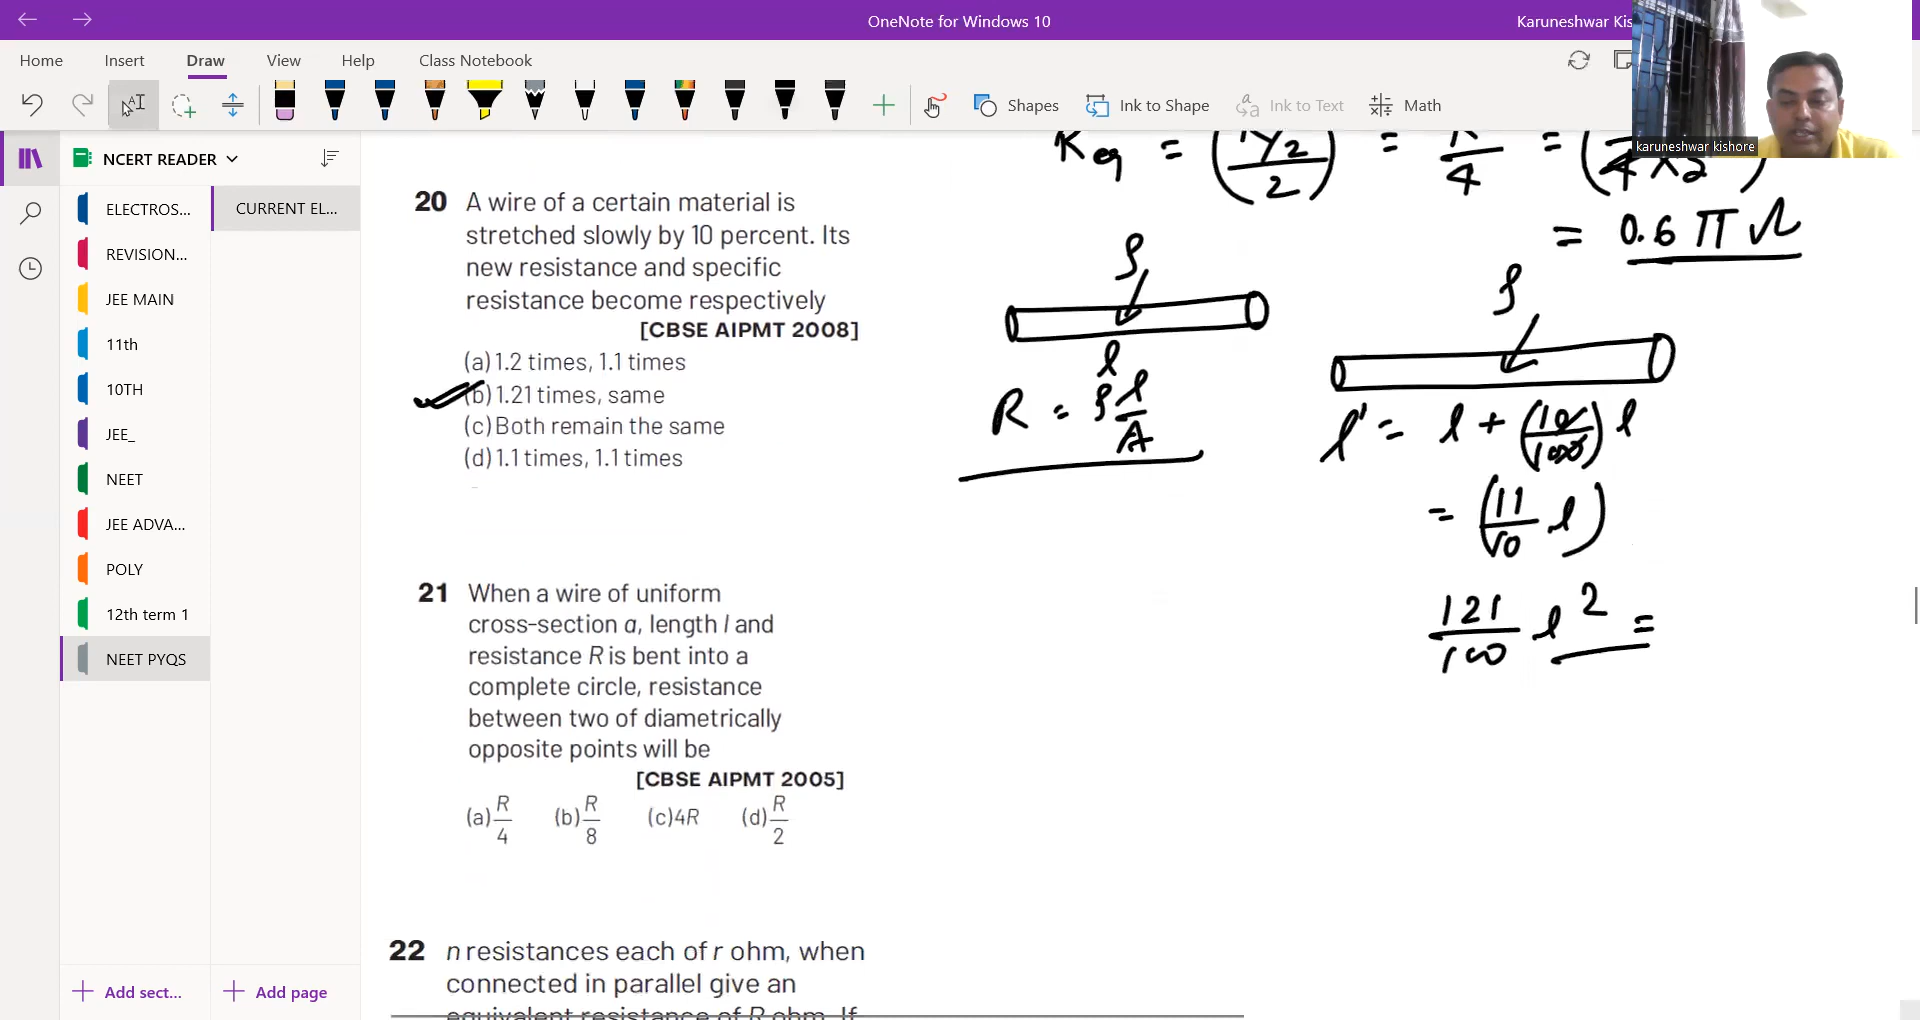 OneNote for Windows 10
Karuneshwar Kis
Home Insert Draw View Help Class Notebook
Shapes Ink to Shape Ink to Text Math
karuneshwar kishore
NCERT READER
ELECTROS...
REVISION...
JEE MAIN
11th
10TH
JEE_
NEET
JEE ADVA...
POLY
12th term 1
NEET PYQS
Add sect...
CURRENT EL...
Add page
20 A wire of a certain material is
stretched slowly by 10 percent. Its
new resistance and specific
resistance become respectively
[CBSE AIPMT 2008]
(a) 1.2 times, 1.1 times
(b) 1.21 times, same
(c) Both remain the same
(d) 1.1 times, 1.1 times
21 When a wire of uniform
cross-section a, length l and
resistance R is bent into a
complete circle, resistance
between two of diametrically
opposite points will be
[CBSE AIPMT 2005]
(a) R/4 (b) R/8 (c) 4R (d) R/2
22 n resistances each of r ohm, when
connected in parallel give an
equivalent resistance of R ohm. If
= 0.6 π Ω
ρ
l
R = ρ l/A
ρ
l' = l + (10/100) l
= (11/10 l)
121/100 l² =